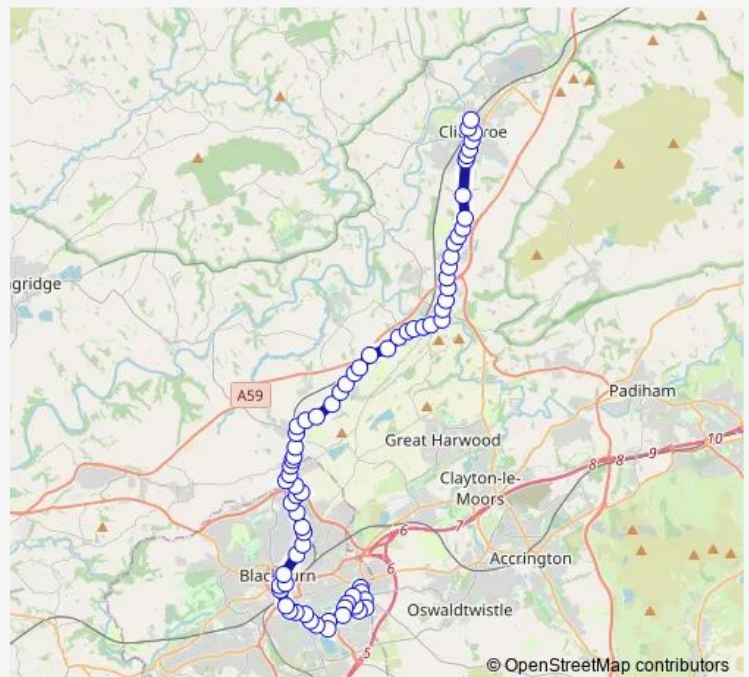 Clitheroe
gridge
A59
Padiham
Great Harwood
10
9
8
8
Clayton-le-
Moors
7
6
Accrington
6
Blackburn
Oswaldtwistle
5
© OpenStreetMap contributors